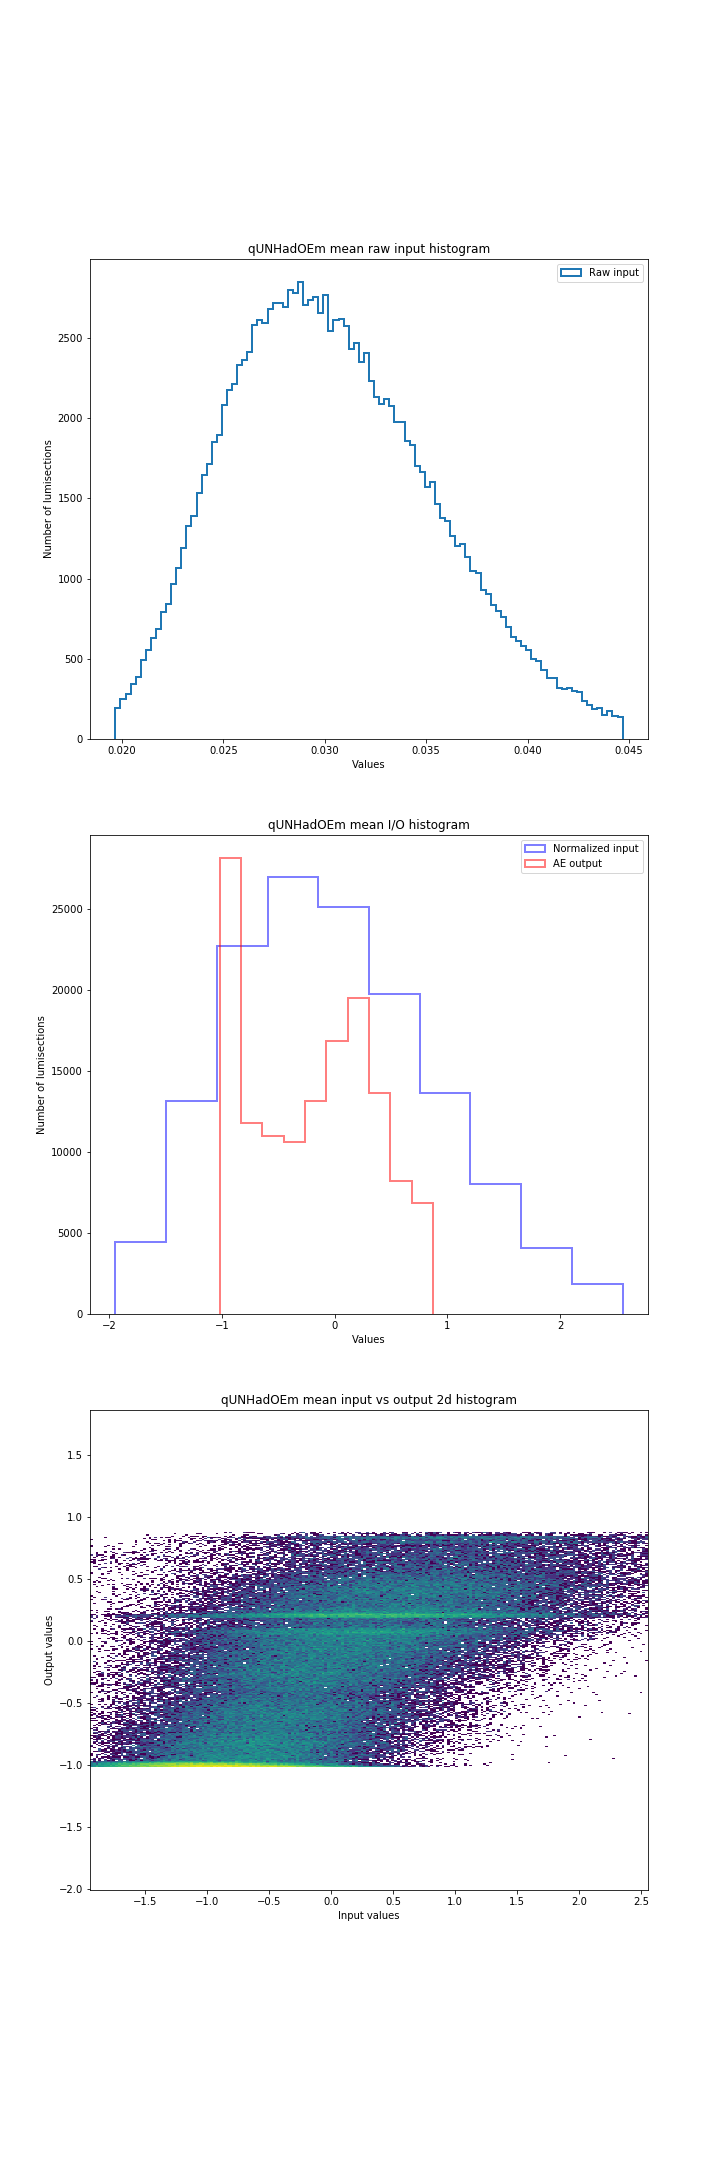 qUNHadOEm mean raw input histogram
Raw input
2500
2000
1500
1000
500
0
Number of lumisections
0.020 0.025 0.030 0.035 0.040 0.045
Values
qUNHadOEm mean I/O histogram
Normalized input
AE output
25000
20000
15000
10000
5000
0
Number of lumisections
−2 −1 0 1 2
Values
qUNHadOEm mean input vs output 2d histogram
1.5
1.0
0.5
0.0
−0.5
−1.0
−1.5
−2.0
Output values
−1.5 −1.0 −0.5 0.0 0.5 1.0 1.5 2.0 2.5
Input values